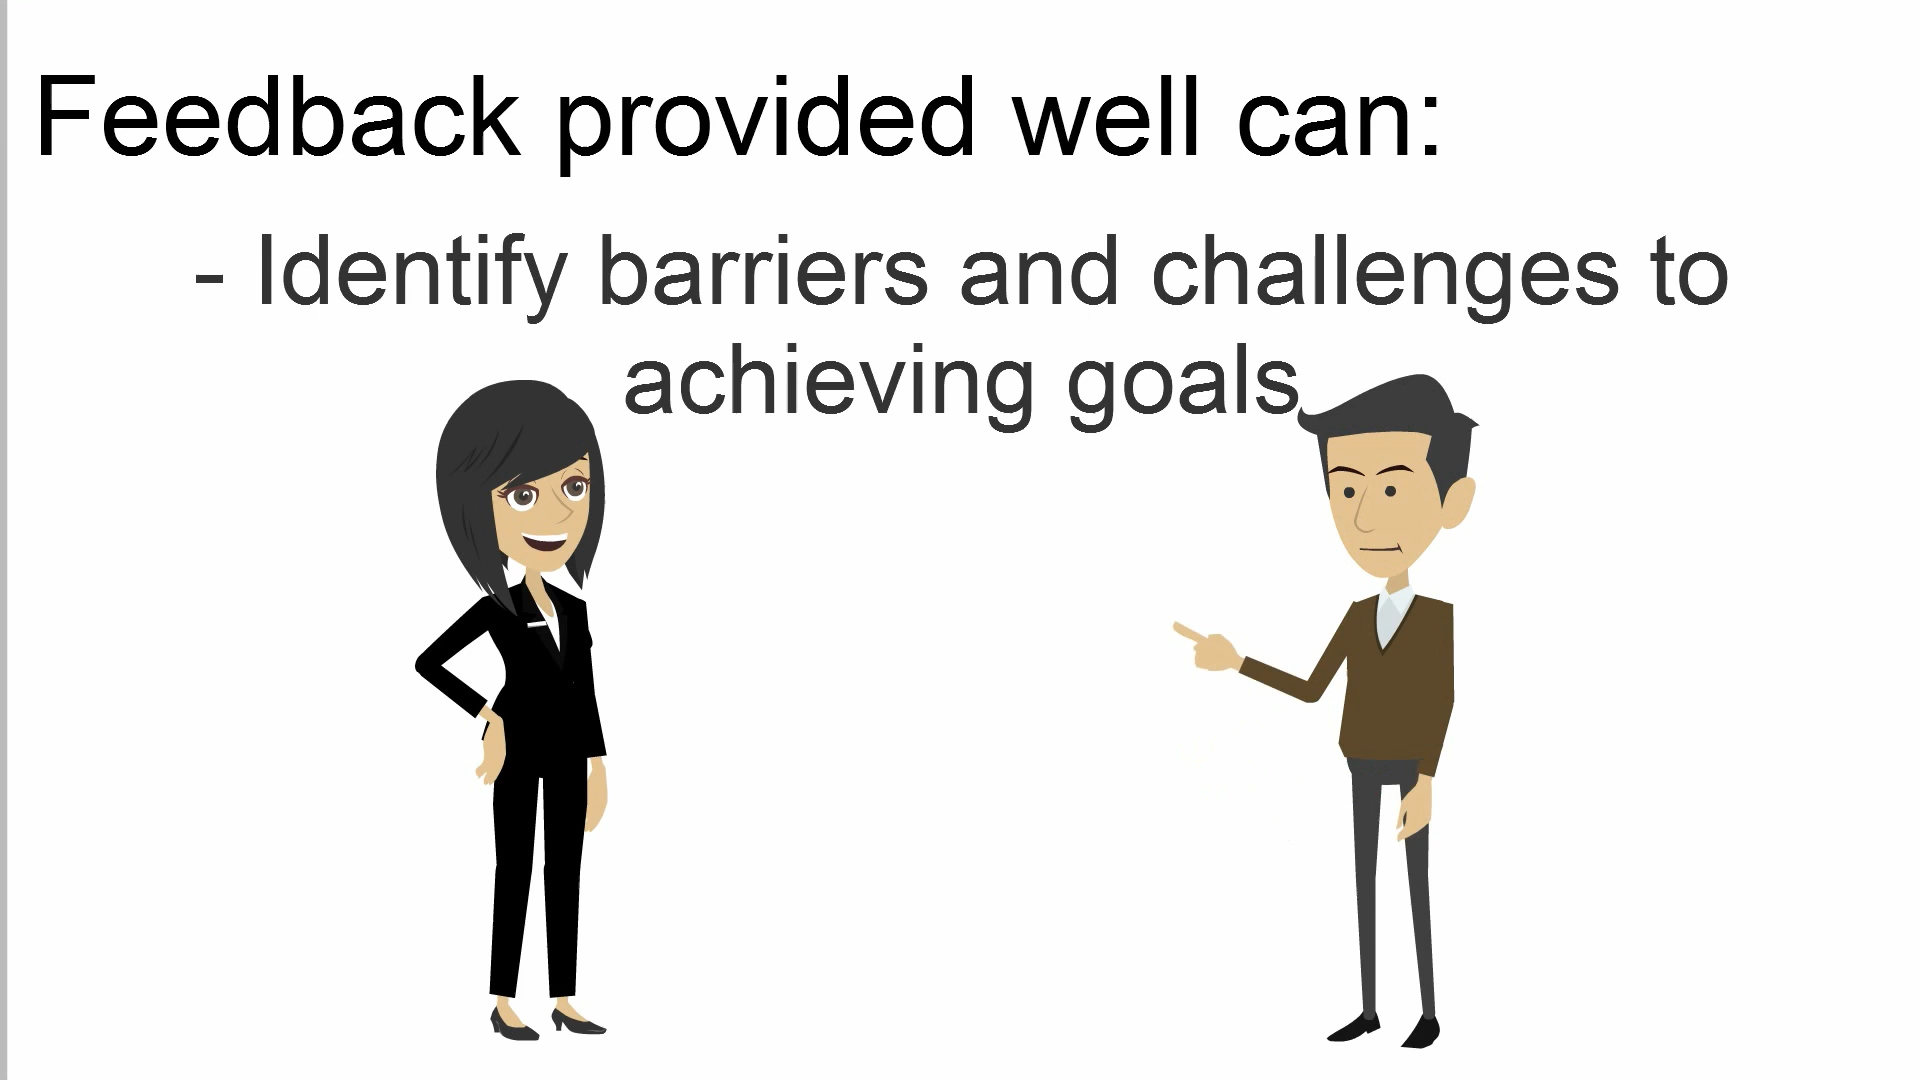 Feedback provided well can:
- Identify barriers and challenges to
achieving goals